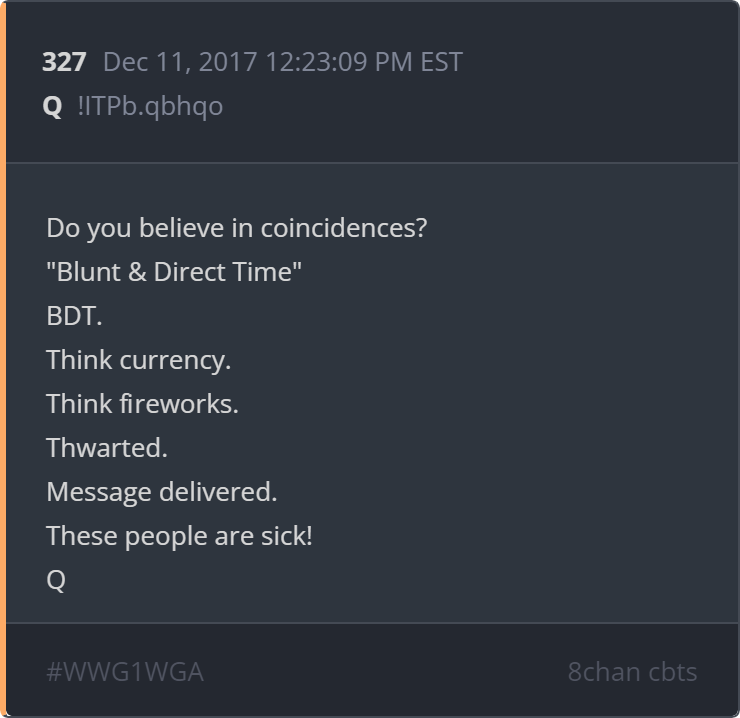 327 Dec 11, 2017 12:23:09 PM EST
Q !ITPb.qbhqo
Do you believe in coincidences?
"Blunt & Direct Time"
BDT.
Think currency.
Think fireworks.
Thwarted.
Message delivered.
These people are sick!
Q
#WWG1WGA 8chan cbts